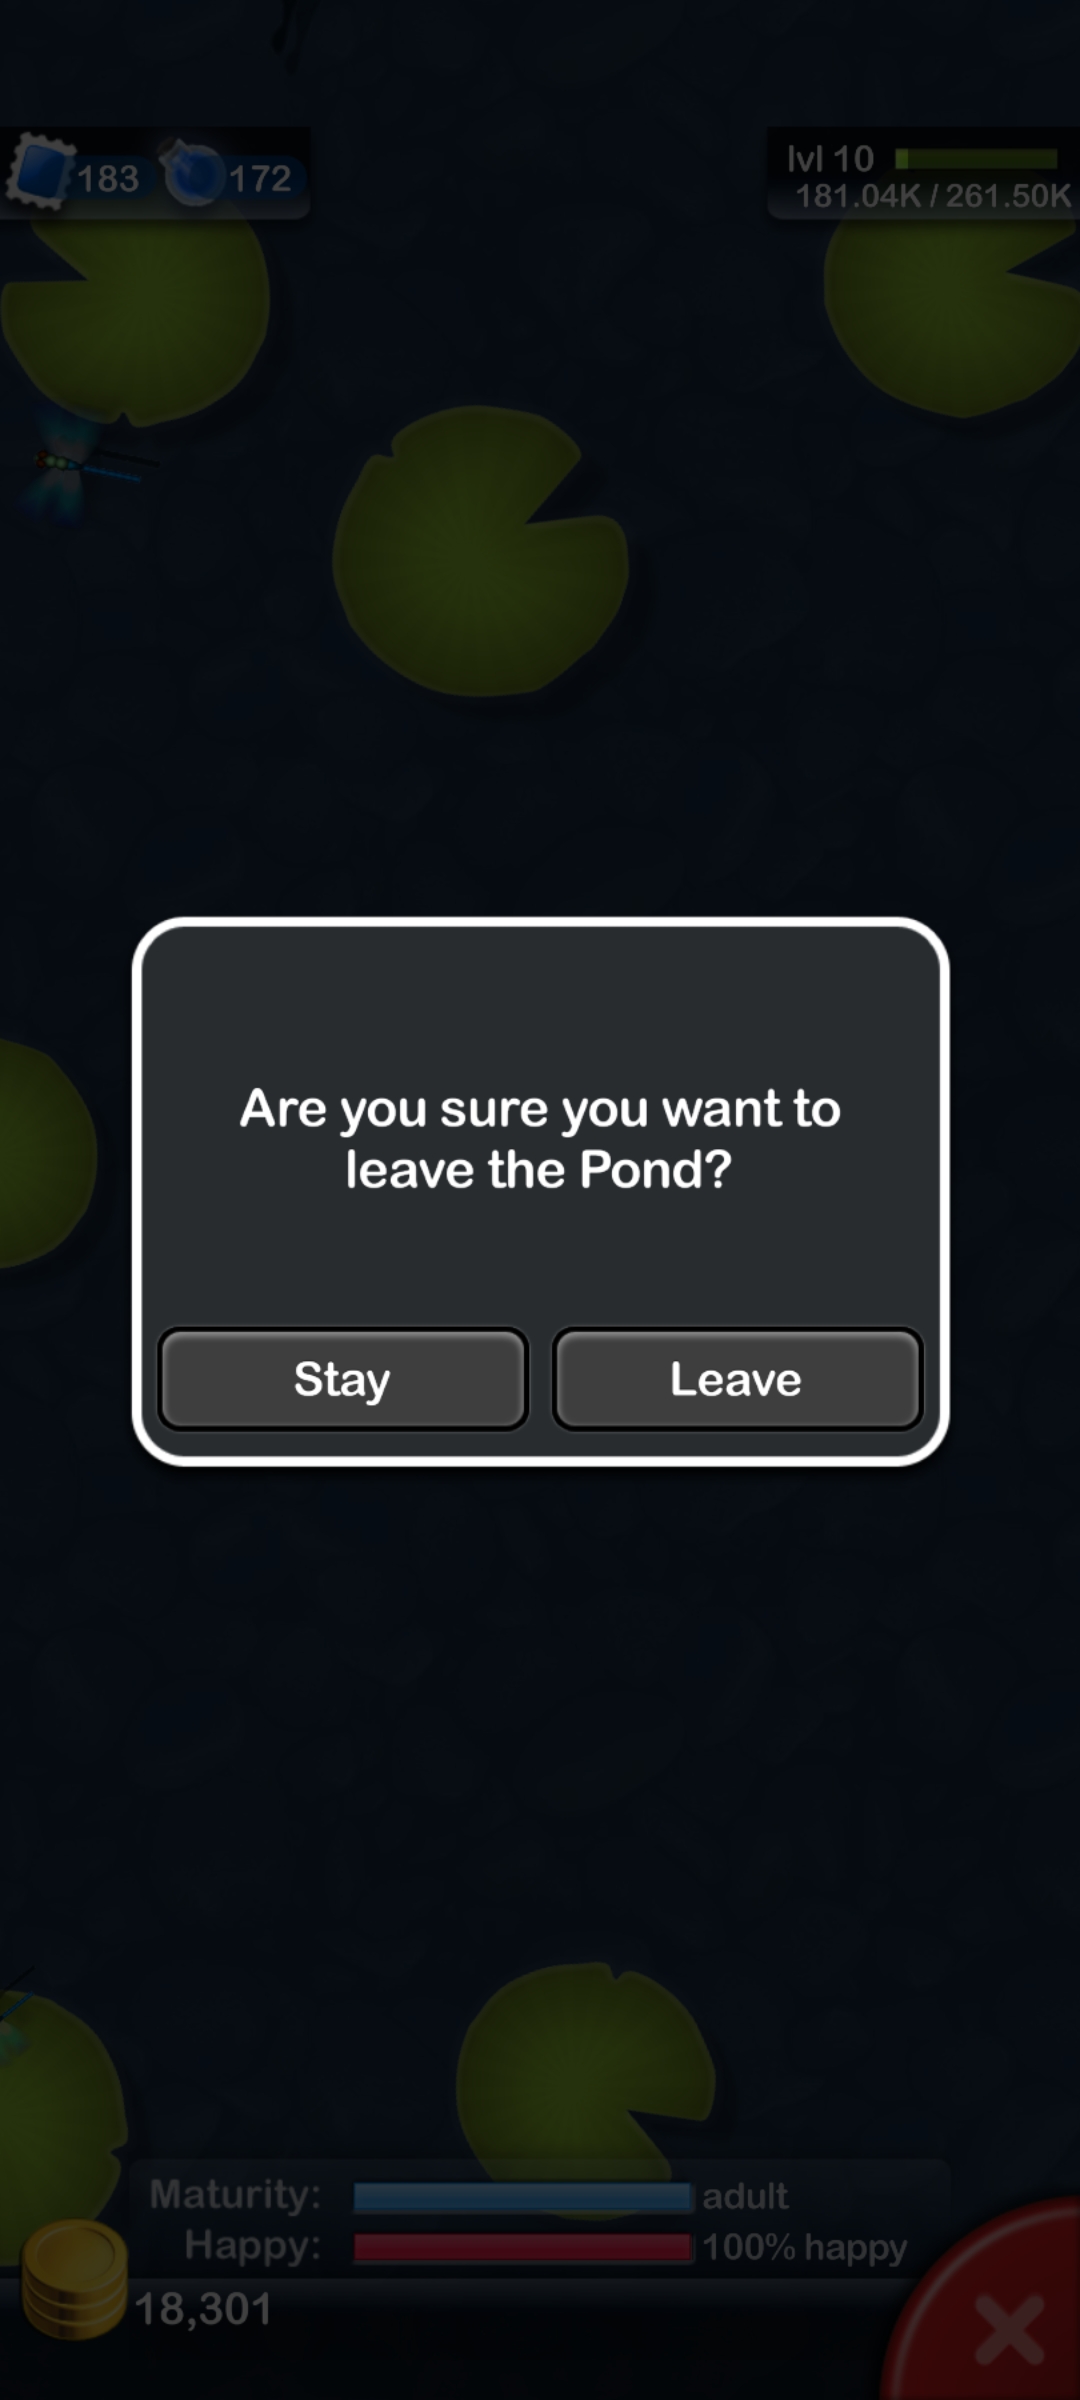 183 172
lvl 10
181.04K / 261.50K
Are you sure you want to
leave the Pond?
Stay Leave
Maturity: adult
Happy: 100% happy
18,301